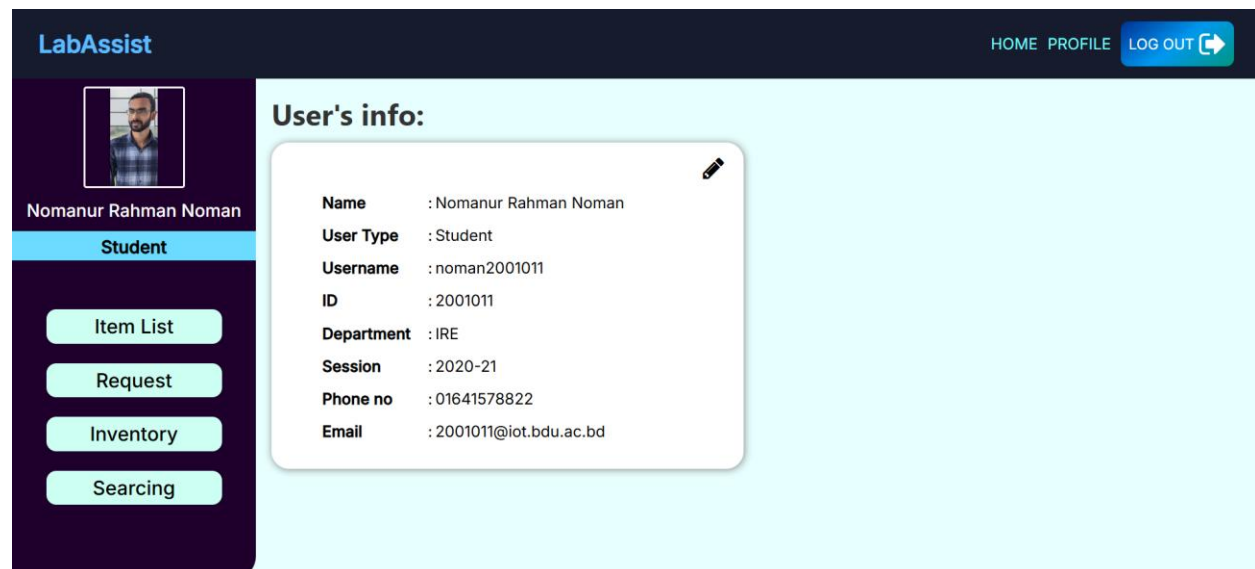 LabAssist
HOME PROFILE LOG OUT
Nomanur Rahman Noman
Student
Item List
Request
Inventory
Searcing
User's info:
Name : Nomanur Rahman Noman
User Type : Student
Username : noman2001011
ID : 2001011
Department : IRE
Session : 2020-21
Phone no : 01641578822
Email : 2001011@iot.bdu.ac.bd